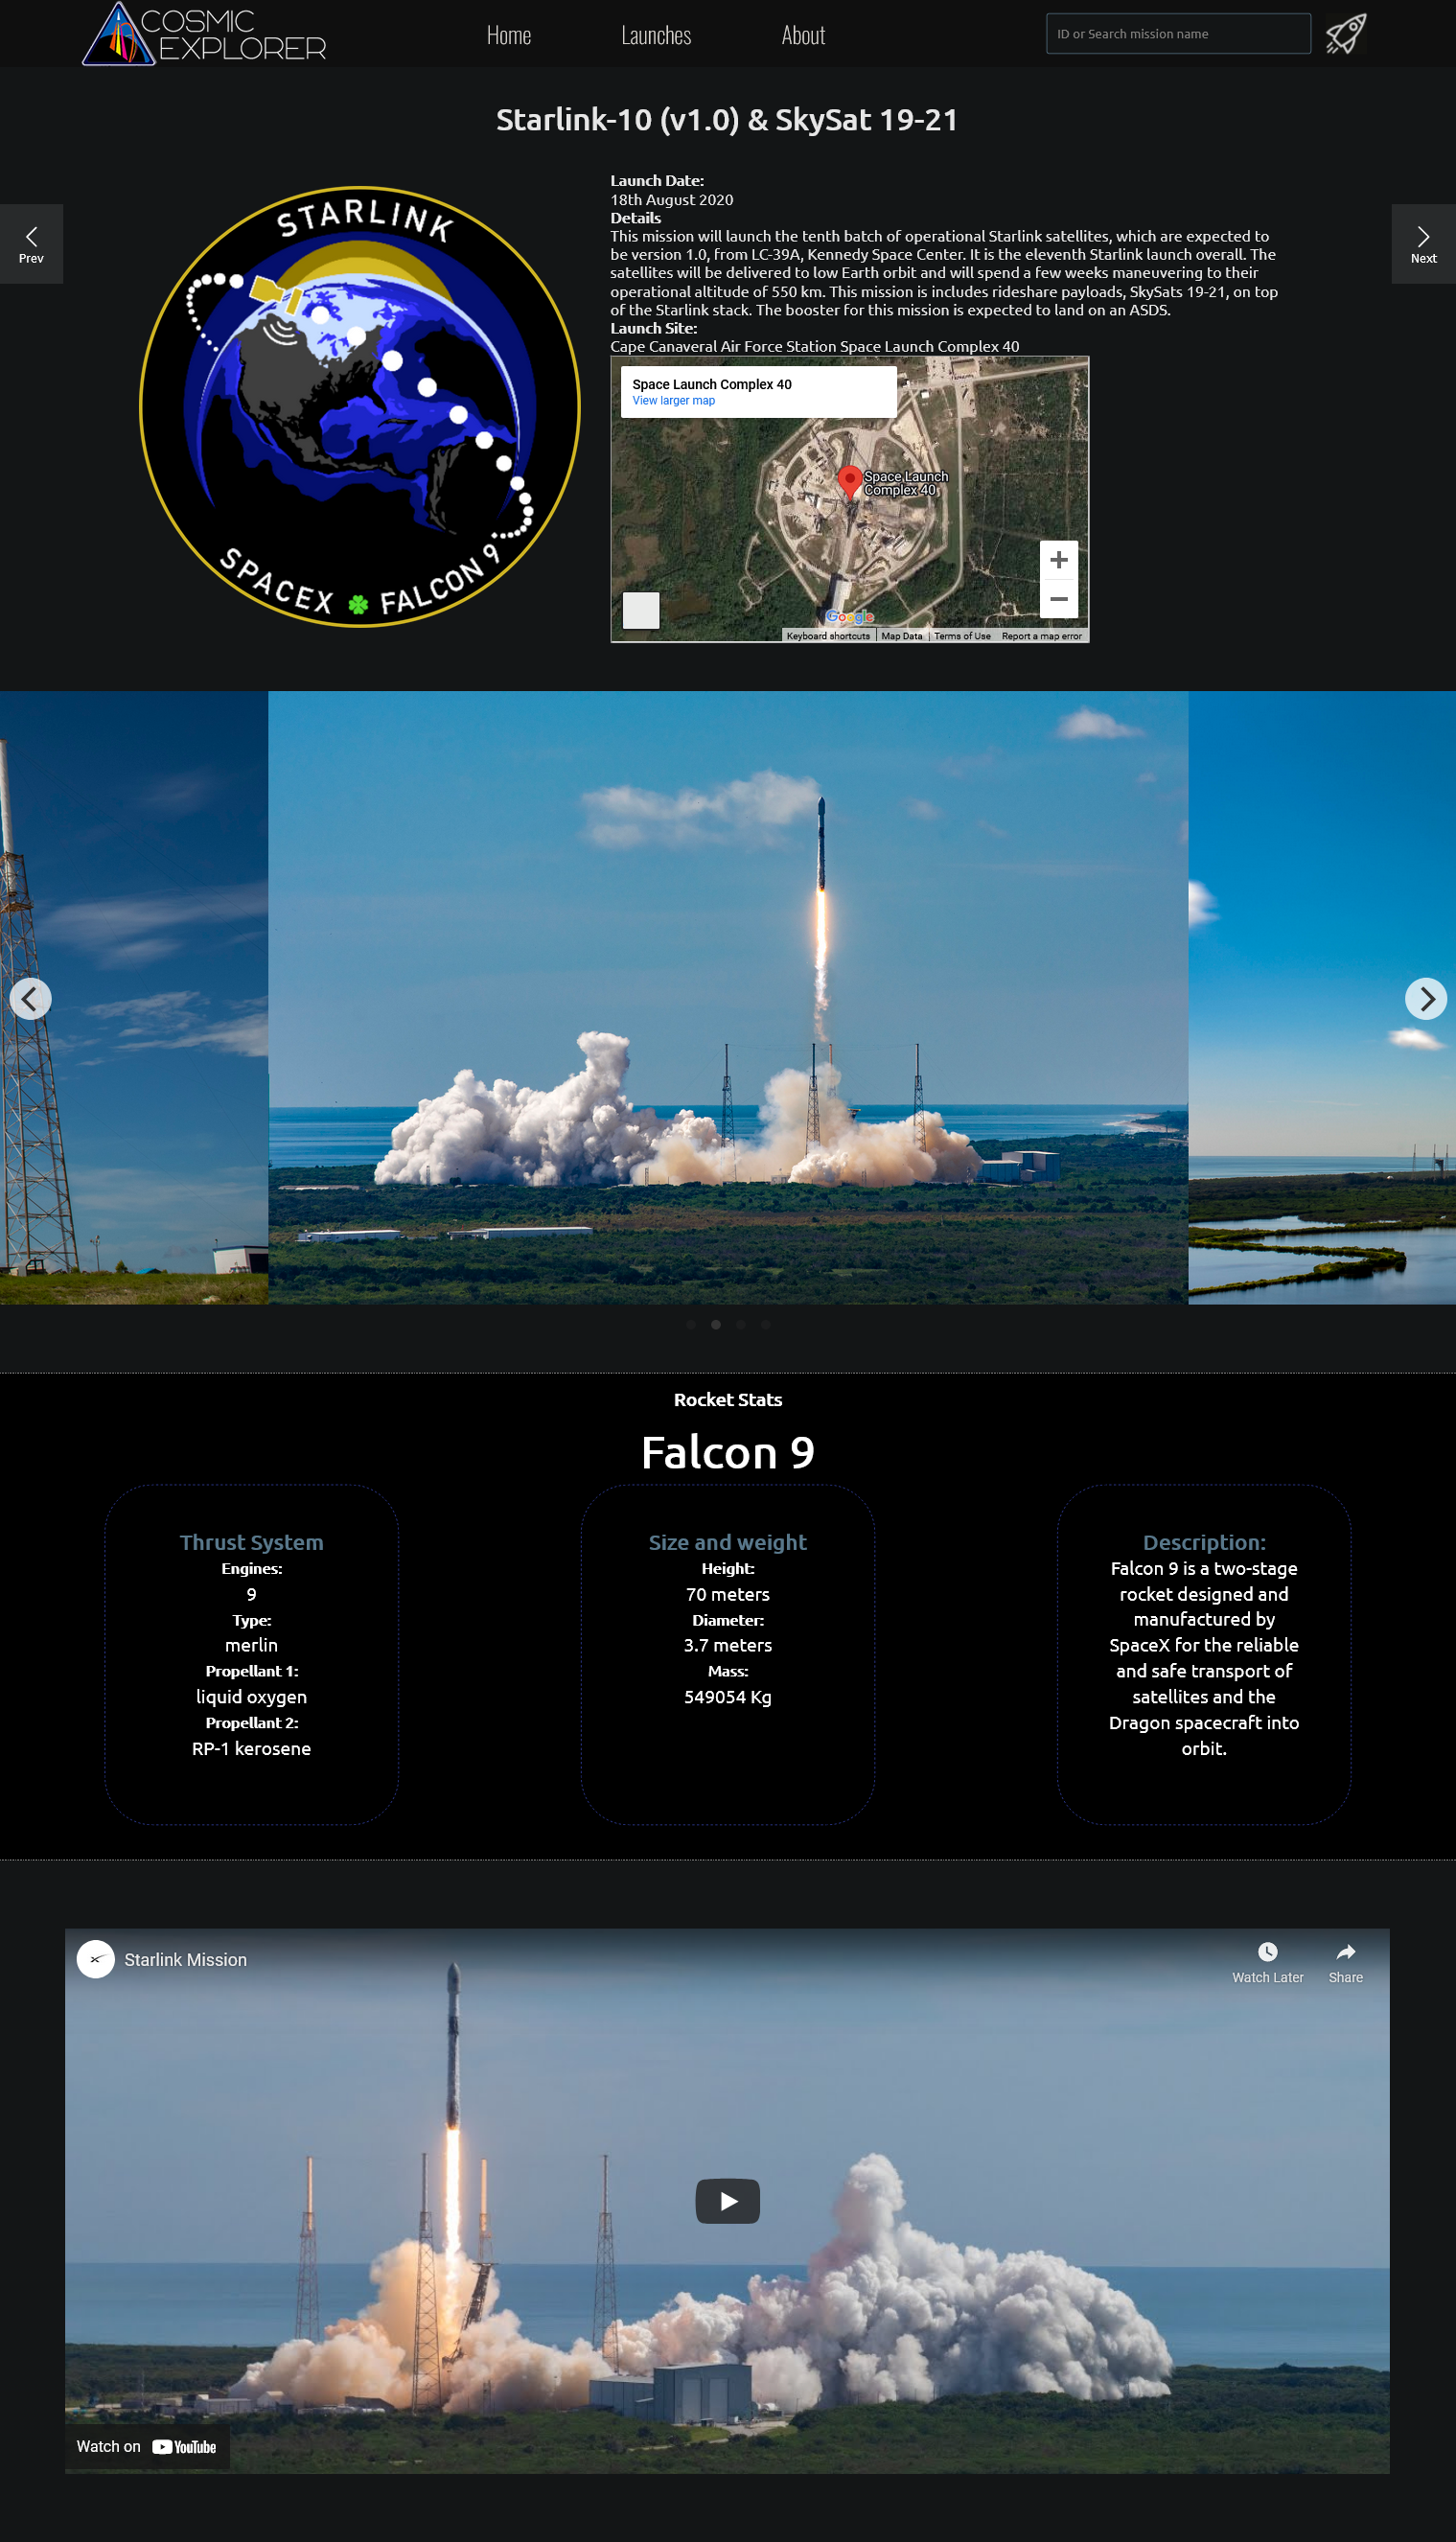 COSMIC
EXPLORER
Home
Launches
About
ID or Search mission name
Starlink-10 (v1.0) & SkySat 19-21
Prev
Next
STARLINK
SPACEX FALCON 9
Launch Date:
18th August 2020
Details
This mission will launch the tenth batch of operational Starlink satellites, which are expected to
be version 1.0, from LC-39A, Kennedy Space Center. It is the eleventh Starlink launch overall. The
satellites will be delivered to low Earth orbit and will spend a few weeks maneuvering to their
operational altitude of 550 km. This mission is includes rideshare payloads, SkySats 19-21, on top
of the Starlink stack. The booster for this mission is expected to land on an ASDS.
Launch Site:
Cape Canaveral Air Force Station Space Launch Complex 40
Space Launch Complex 40
View larger map
Space Launch
Complex 40
Google
Keyboard shortcuts
Map Data
Terms of Use
Report a map error
Rocket Stats
Falcon 9
Thrust System
Engines:
9
Type:
merlin
Propellant 1:
liquid oxygen
Propellant 2:
RP-1 kerosene
Size and weight
Height:
70 meters
Diameter:
3.7 meters
Mass:
549054 Kg
Description:
Falcon 9 is a two-stage
rocket designed and
manufactured by
SpaceX for the reliable
and safe transport of
satellites and the
Dragon spacecraft into
orbit.
Starlink Mission
Watch Later
Share
Watch on YouTube